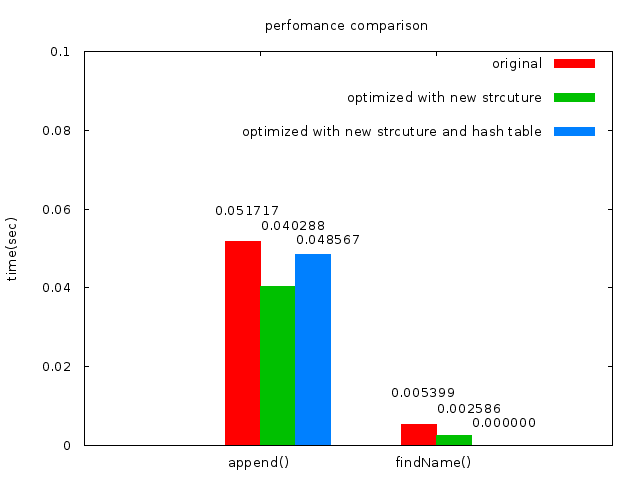 perfomance comparison
0.1
0.08
0.06
0.04
0.02
0
time(sec)
original
optimized with new strcuture
optimized with new strcuture and hash table
0.051717
0.040288
0.048567
0.005399
0.002586
0.000000
append()
findName()